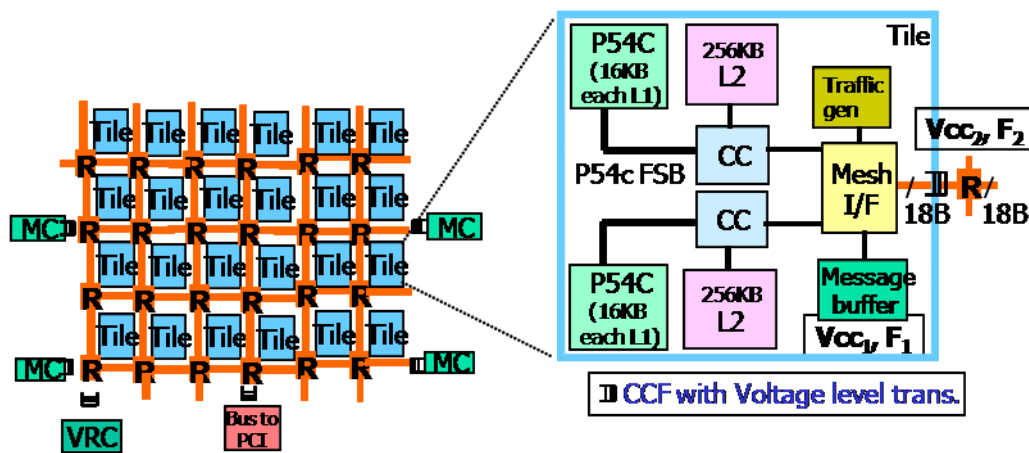 Tile Tile Tile Tile Tile Tile
R R R R R R
Tile Tile Tile Tile Tile Tile
MC R R R R R R MC
Tile Tile Tile Tile Tile Tile
R R R R R R
Tile Tile Tile Tile Tile Tile
MC R R R R R R MC
VRC
Bus to
PCI
Tile
P54C
(16KB
each L1)
256KB
L2
Traffic
gen
Vcc2, F2
CC
P54c FSB
Mesh
I/F
R
18B
18B
CC
P54C
(16KB
each L1)
256KB
L2
Message
buffer
Vcc1, F1
CCF with Voltage level trans.